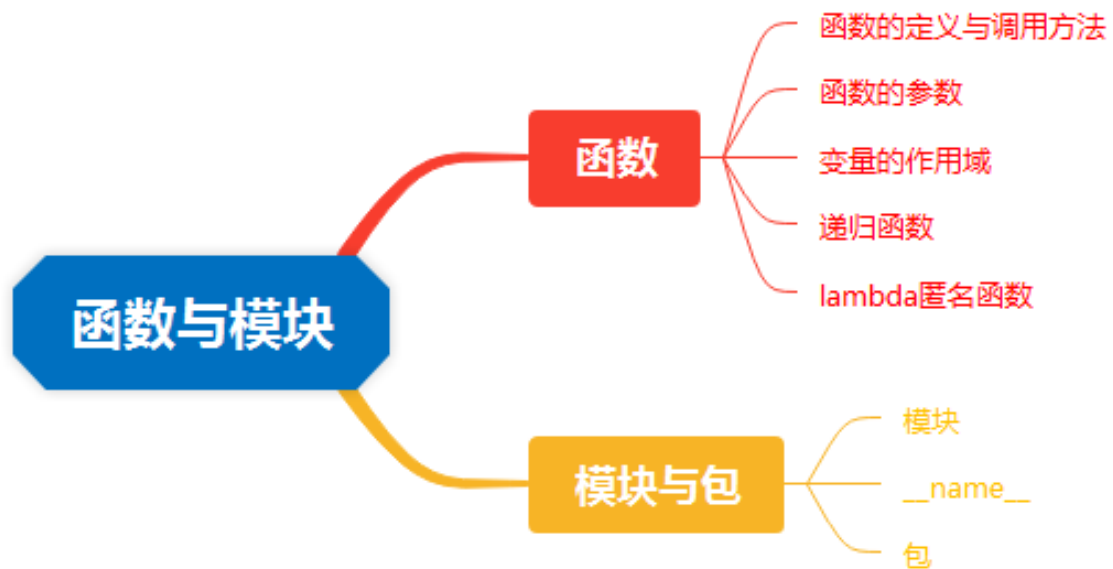 函数与模块
函数
函数的定义与调用方法
函数的参数
变量的作用域
递归函数
lambda匿名函数
模块与包
模块
__name__
包